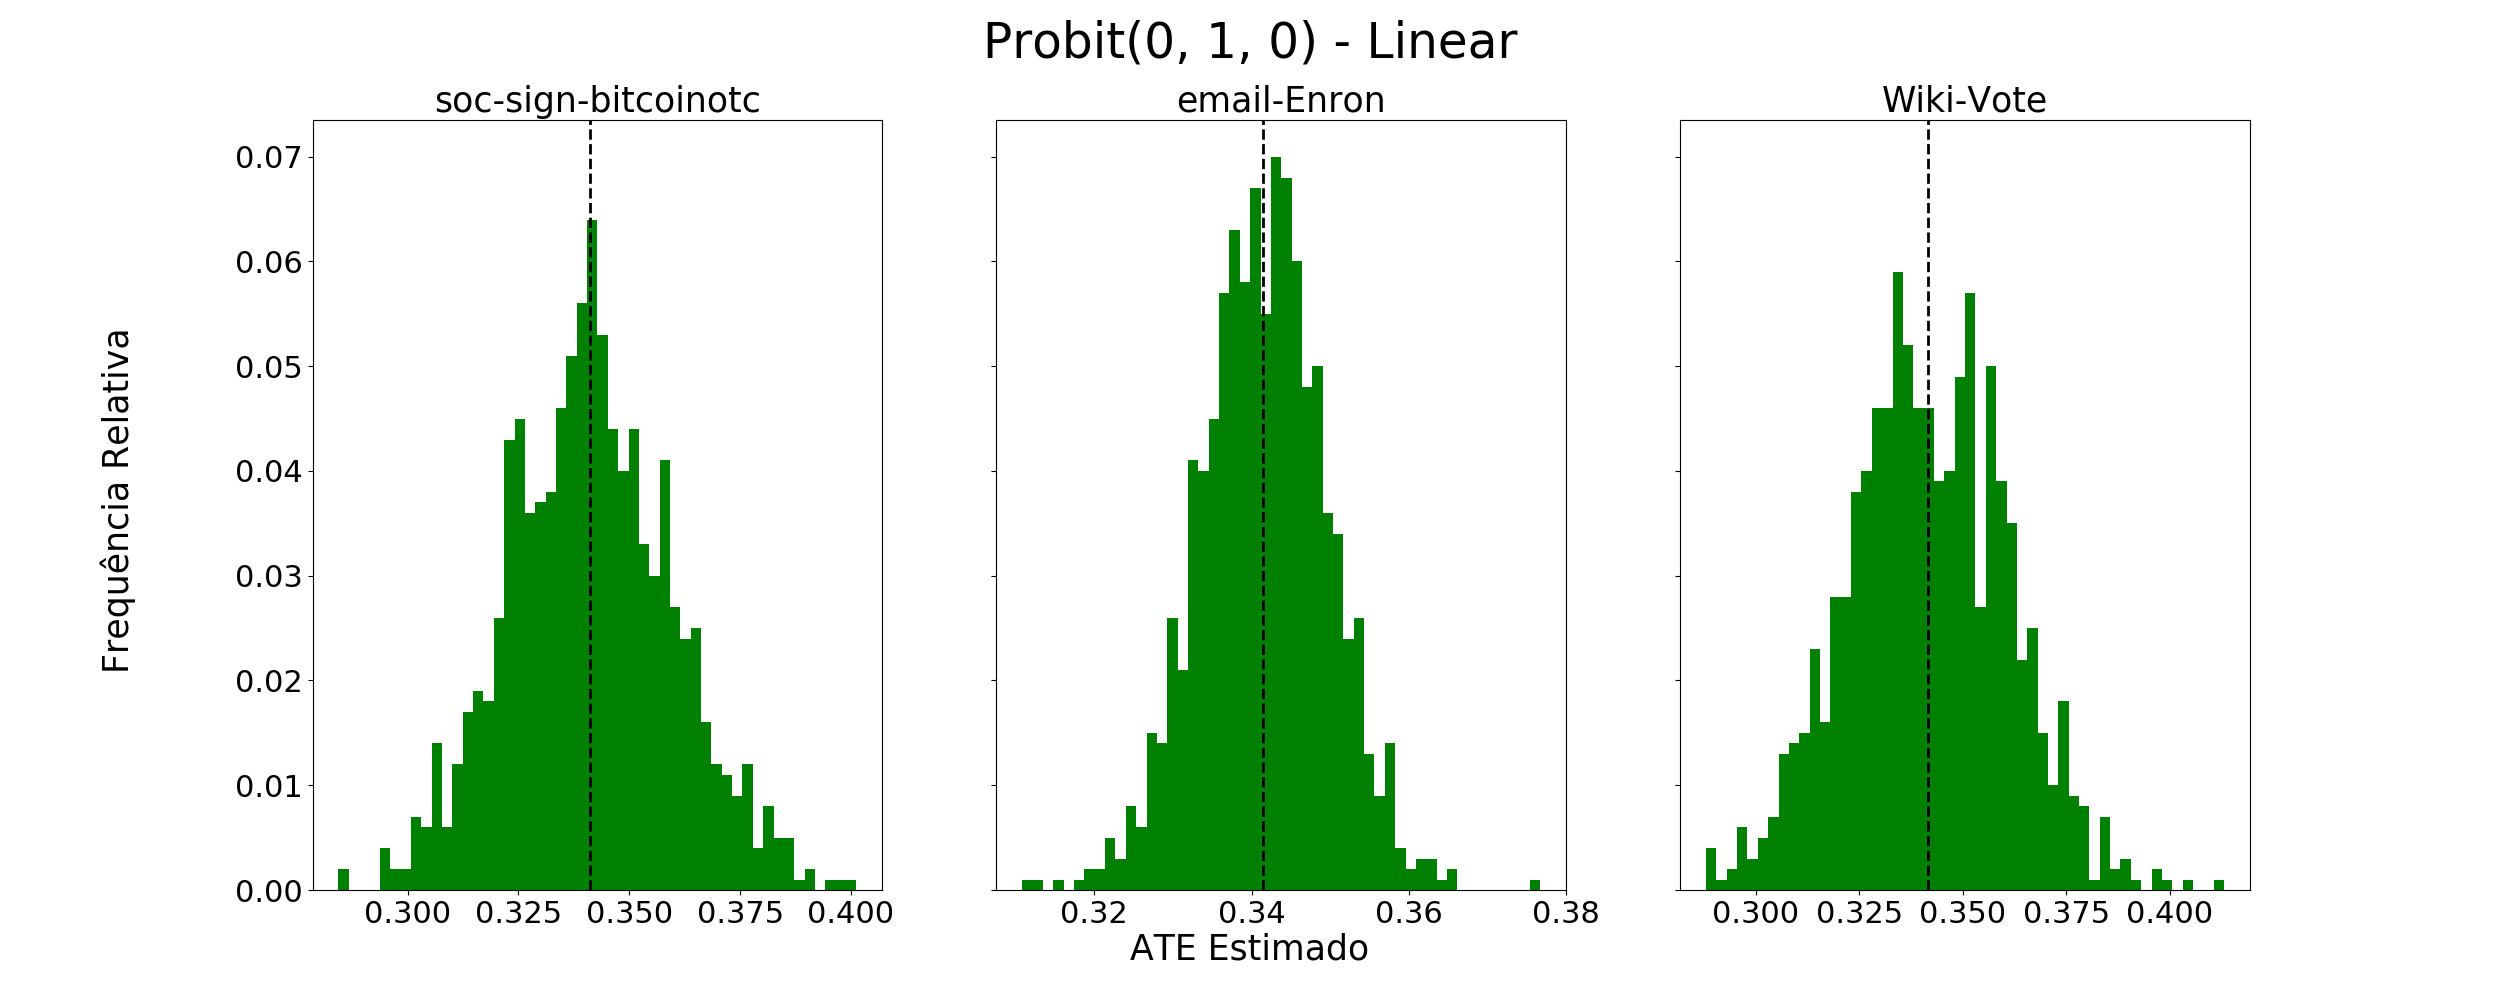 Probit(0, 1, 0) - Linear
soc-sign-bitcoinotc
email-Enron
Wiki-Vote
Frequência Relativa
0.07
0.06
0.05
0.04
0.03
0.02
0.01
0.00
0.300 0.325 0.350 0.375 0.400
0.32 0.34 0.36 0.38
0.300 0.325 0.350 0.375 0.400
ATE Estimado